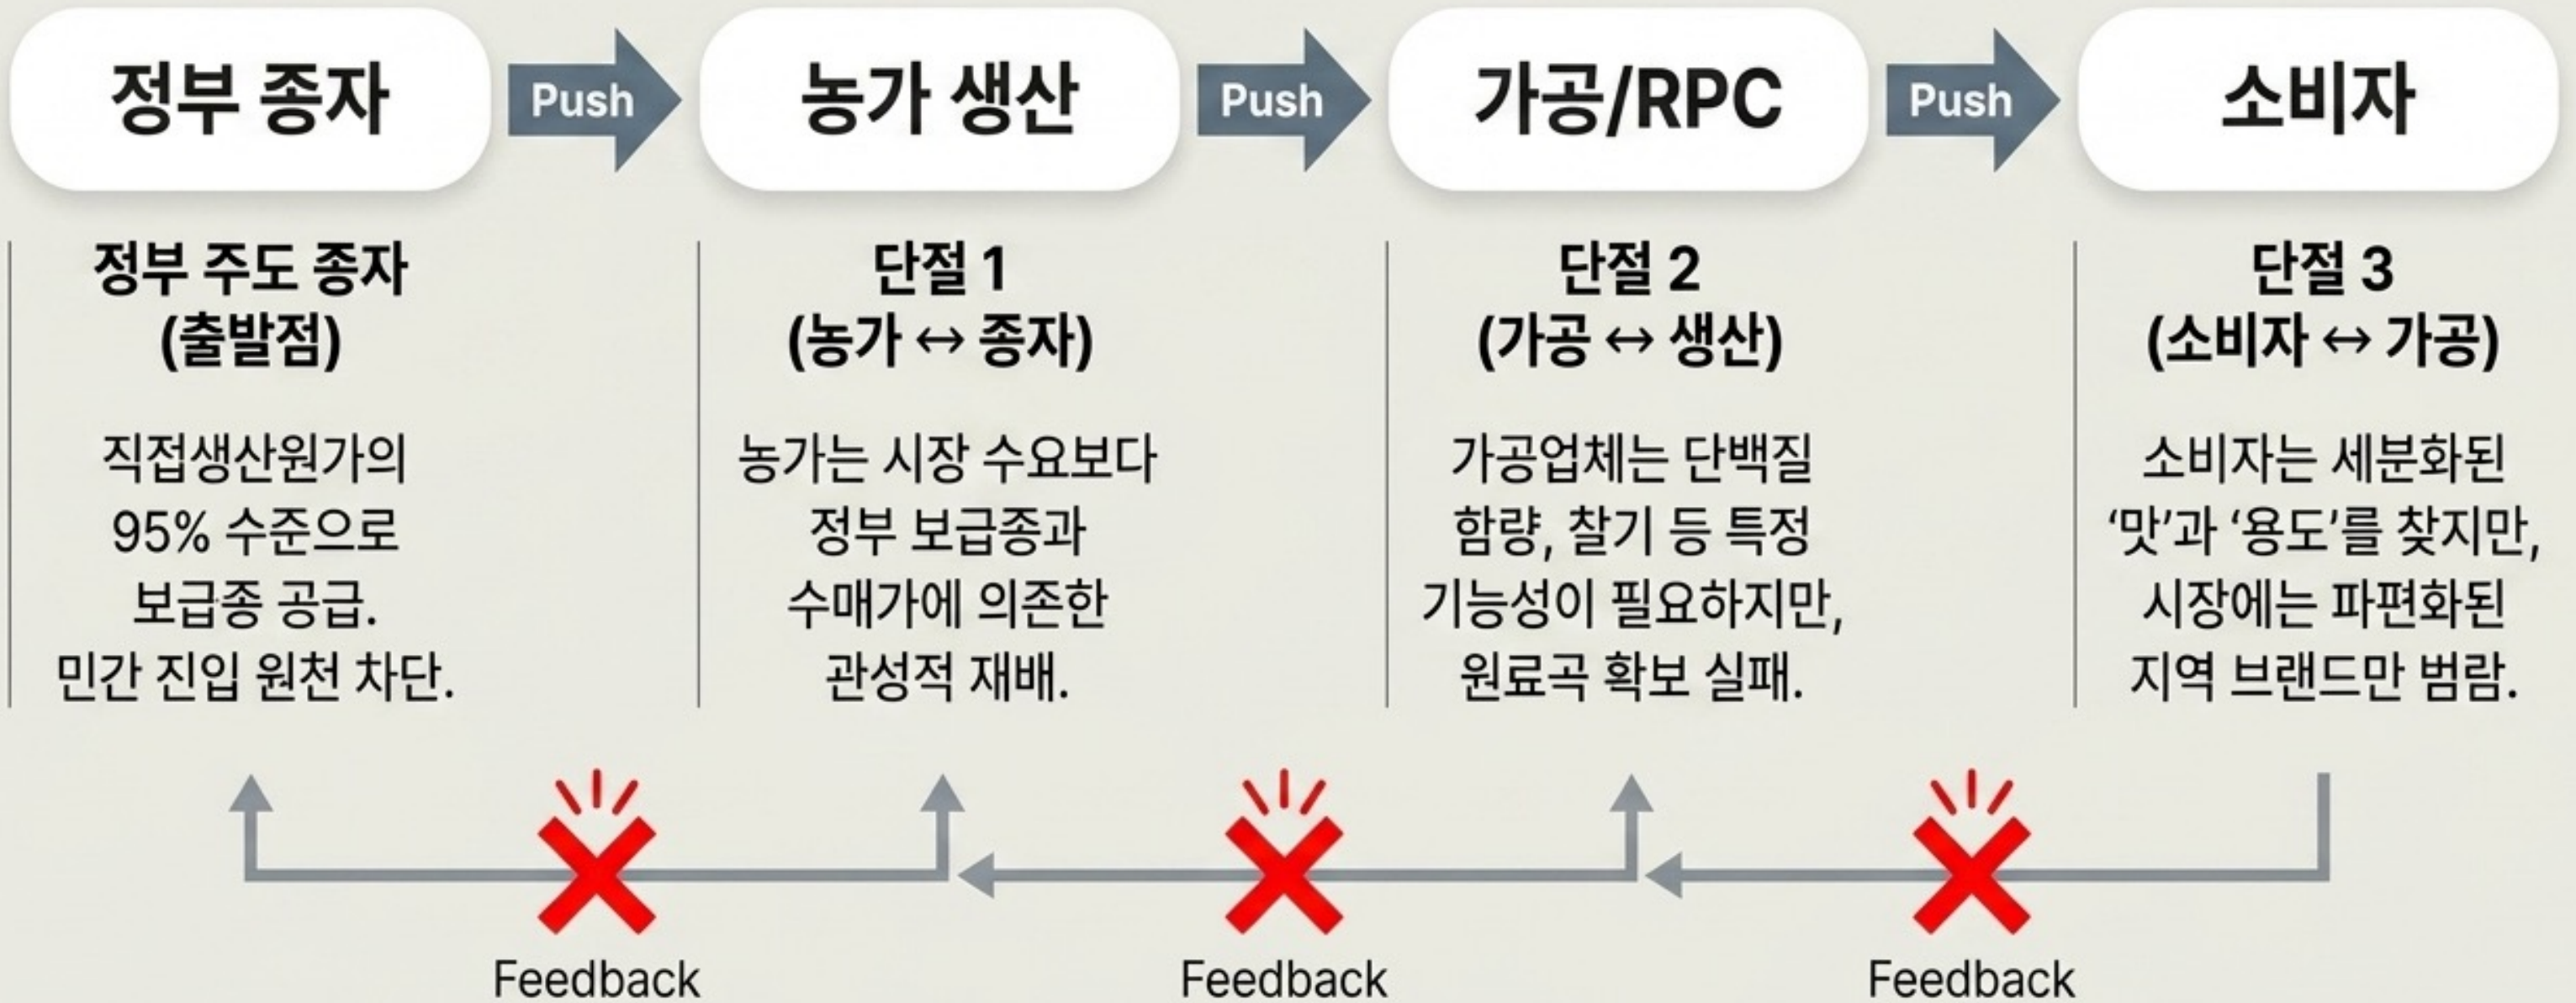 정부 종자
Push
농가 생산
Push
가공/RPC
Push
소비자
정부 주도 종자
(출발점)
직접생산원가의
95% 수준으로
보급종 공급.
민간 진입 원천 차단.
단절 1
(농가 ↔ 종자)
농가는 시장 수요보다
정부 보급종과
수매가에 의존한
관성적 재배.
단절 2
(가공 ↔ 생산)
가공업체는 단백질
함량, 찰기 등 특정
기능성이 필요하지만,
원료곡 확보 실패.
단절 3
(소비자 ↔ 가공)
소비자는 세분화된
‘맛’과 ‘용도’를 찾지만,
시장에는 파편화된
지역 브랜드만 범람.
Feedback
Feedback
Feedback